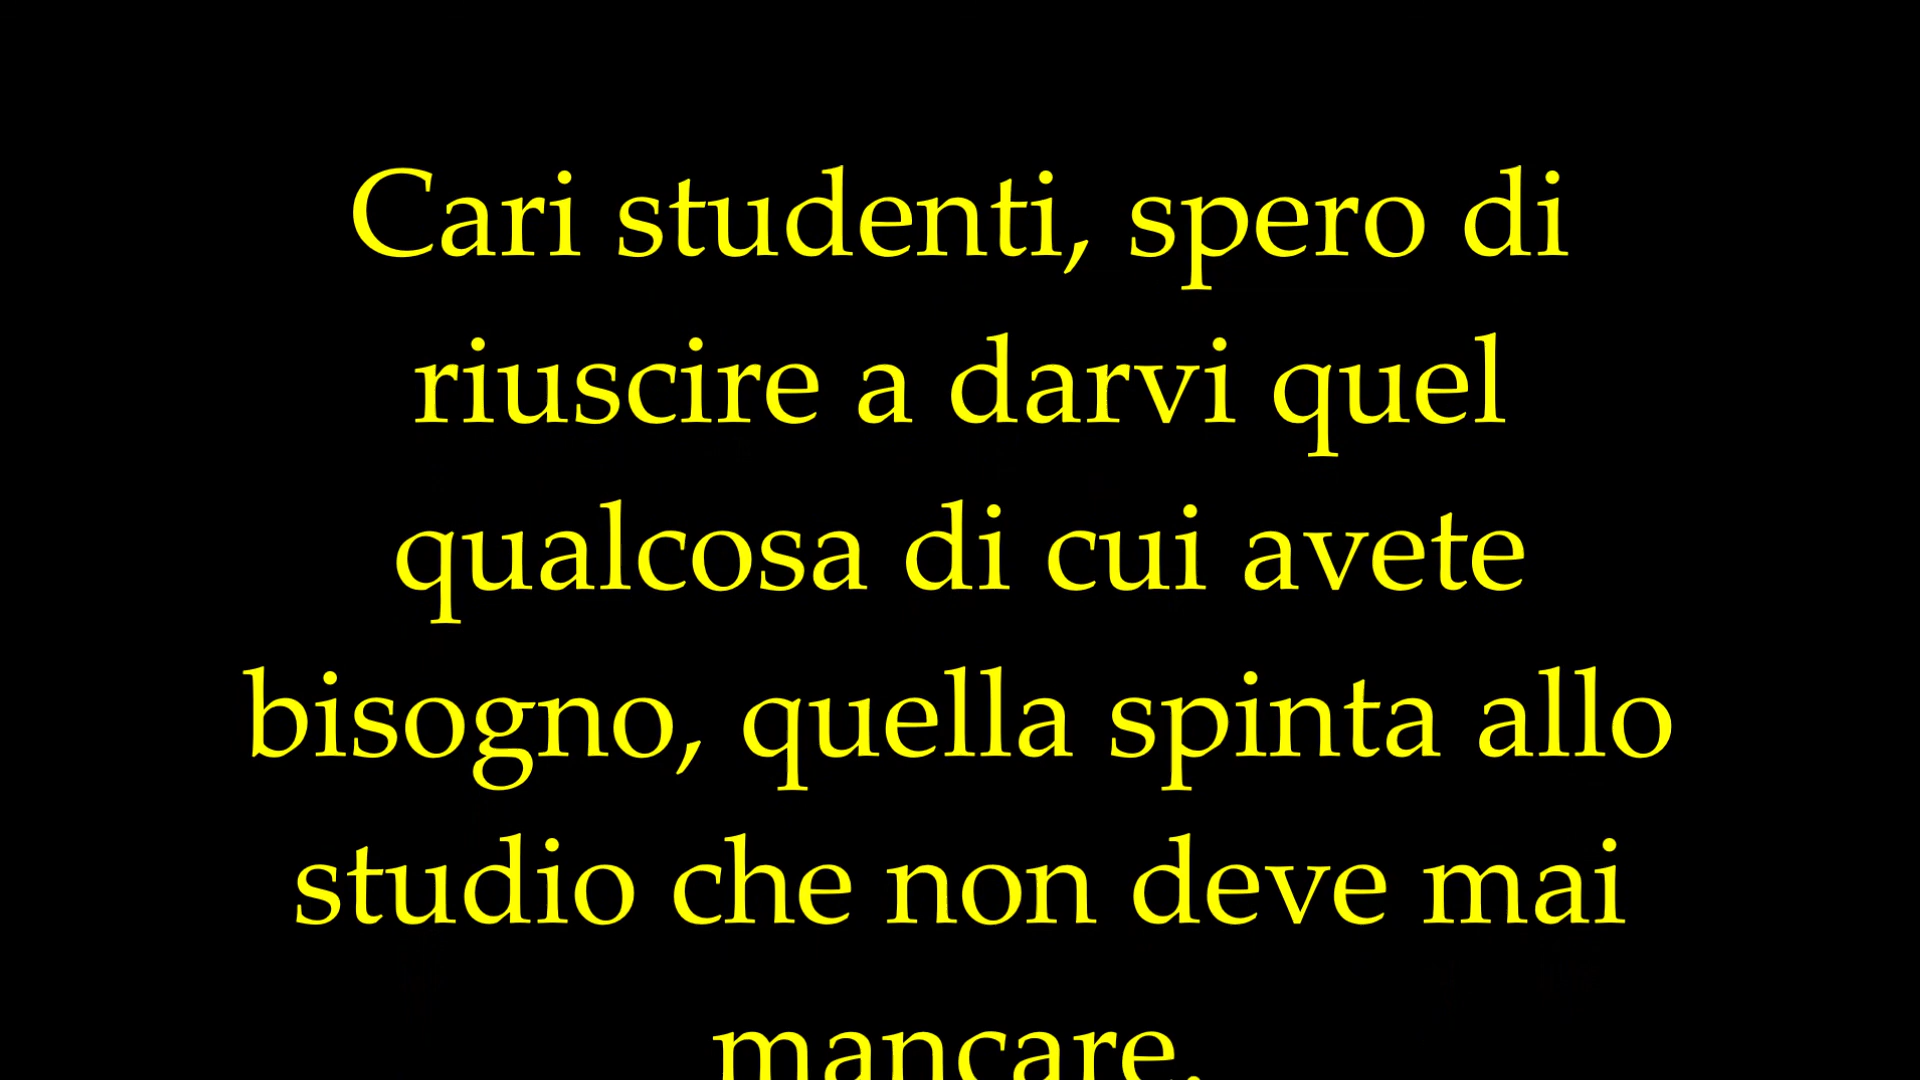 Cari studenti, spero di
riuscire a darvi quel
qualcosa di cui avete
bisogno, quella spinta allo
studio che non deve mai
mancare.